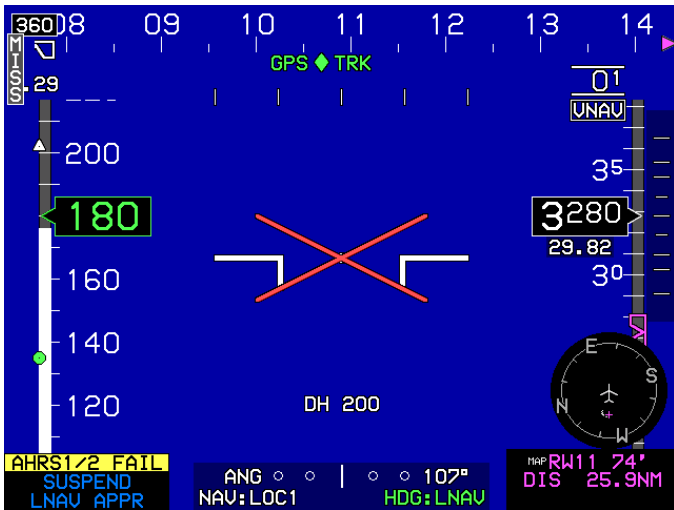 360 08 09 10 11 12 13 14
MISS
GPS ♦ TRK
.29
01
VNAV
200
35
180
3280
29.82
160
30
140
E
S
N
W
120
DH 200
AHRS1/2 FAIL
SUSPEND
LNAV APPR
ANG 107°
NAV:LOC1 HDG:LNAV
MAP RW11 74'
DIS 25.9NM